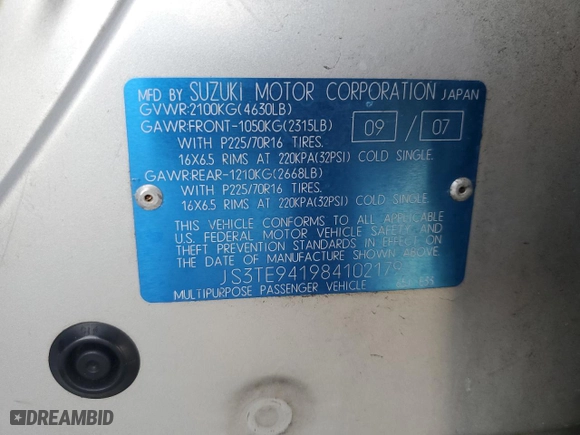 MFD BY SUZUKI MOTOR CORPORATION JAPAN
GVWR:2100KG(4630LB)
GAWR:FRONT-1050KG(2315LB) 09 / 07
WITH P225/70R16 TIRES.
16X6.5 RIMS AT 220KPA(32PSI) COLD SINGLE.
GAWR:REAR-1210KG(2668LB)
WITH P225/70R16 TIRES.
16X6.5 RIMS AT 220KPA(32PSI) COLD SINGLE.
THIS VEHICLE CONFORMS TO ALL APPLICABLE
U.S. FEDERAL MOTOR VEHICLE SAFETY AND
THEFT PREVENTION STANDARDS IN EFFECT ON
THE DATE OF MANUFACTURE SHOWN ABOVE.
MULTIPURPOSE PASSENGER VEHICLE
DREAMBID